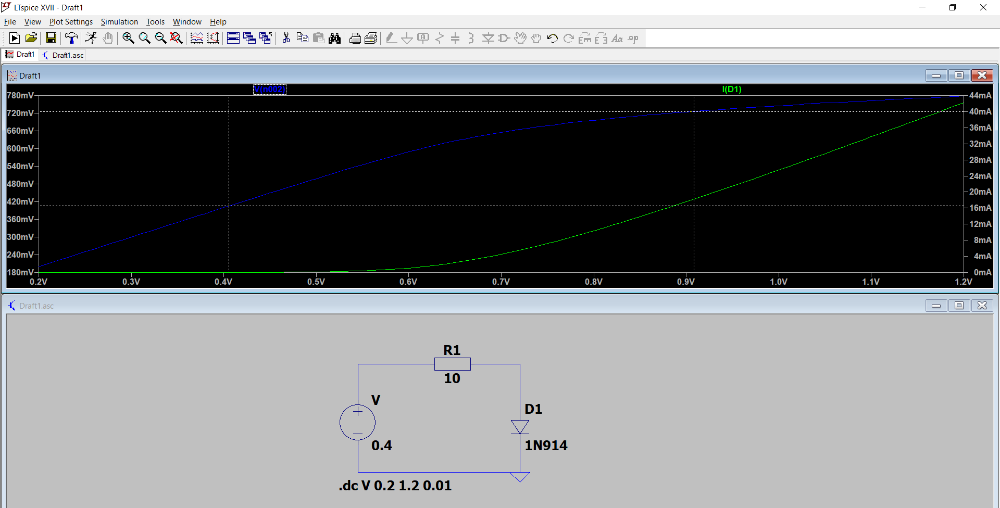 LTspice XVII - Draft1
File View Plot Settings Simulation Tools Window Help
Aa .op
Draft1 Draft1.asc
Draft1
V(n002) I(D1)
780mV 44mA
720mV 40mA
660mV 36mA
600mV 32mA
540mV 28mA
480mV 24mA
420mV 20mA
360mV 16mA
300mV 12mA
240mV 8mA
180mV 4mA
0mA
0.2V 0.3V 0.4V 0.5V 0.6V 0.7V 0.8V 0.9V 1.0V 1.1V 1.2V
Draft1.asc
R1
10
V
D1
0.4
1N914
.dc V 0.2 1.2 0.01